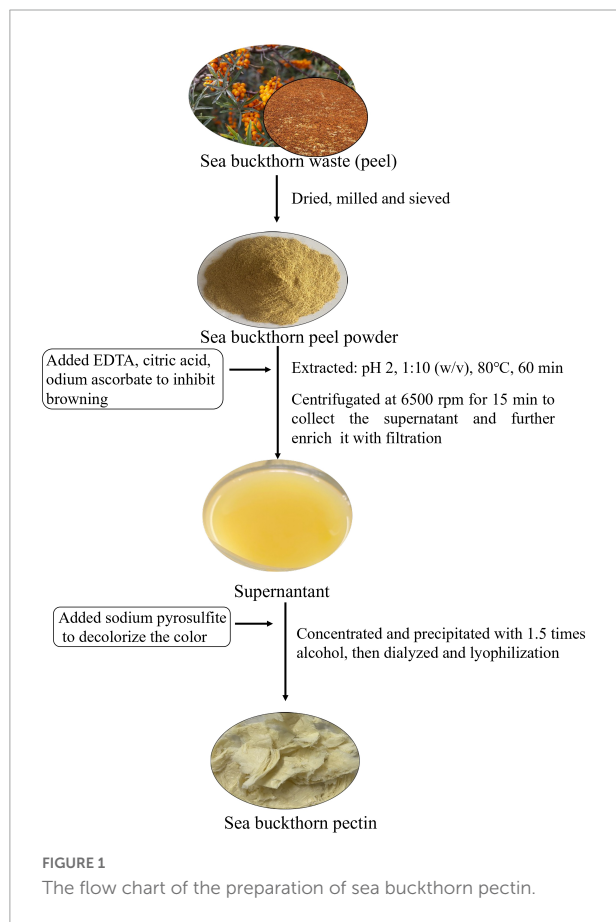 Sea buckthorn waste (peel)
Dried, milled and sieved
Sea buckthorn peel powder
Added EDTA, citric acid,
odium ascorbate to inhibit
browning
Extracted: pH 2, 1:10 (w/v), 80℃, 60 min
Centrifugated at 6500 rpm for 15 min to
collect the supernatant and further
enrich it with filtration
Supernantant
Added sodium pyrosulfite
to decolorize the color
Concentrated and precipitated with 1.5 times
alcohol, then dialyzed and lyophilization
Sea buckthorn pectin
FIGURE 1
The flow chart of the preparation of sea buckthorn pectin.